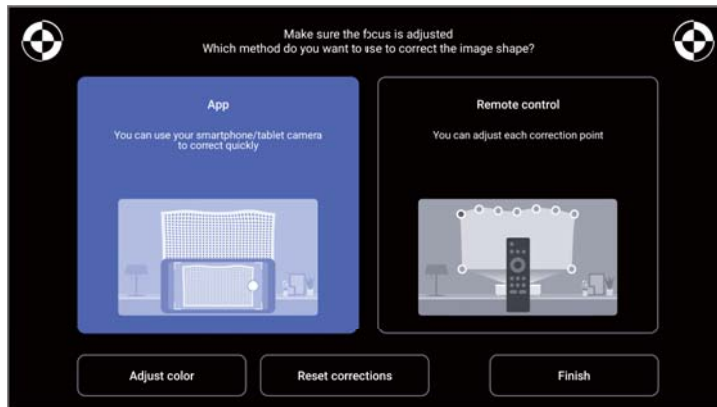 Make sure the focus is adjusted
Which method do you want to use to correct the image shape?
App
You can use your smartphone/tablet camera
to correct quickly
Remote control
You can adjust each correction point
Adjust color
Reset corrections
Finish